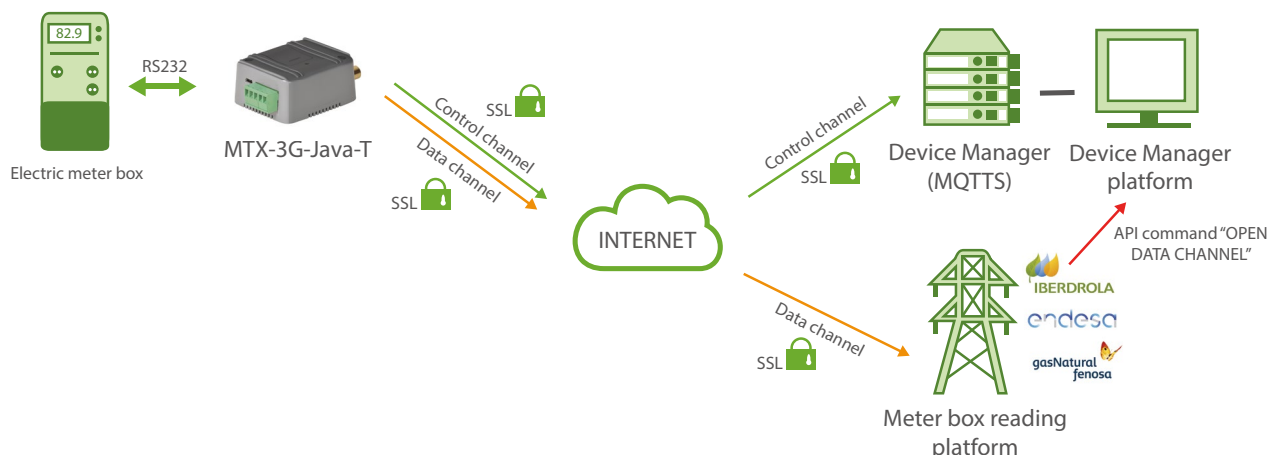 82.9
RS232
Electric meter box
MTX-3G-Java-T
SSL
Control channel
Data channel
SSL
INTERNET
Control channel
SSL
Device Manager
(MQTTS)
Device Manager
platform
API command “OPEN
DATA CHANNEL”
IBERDROLA
endesa
gasNatural
fenosa
Data channel
SSL
Meter box reading
platform